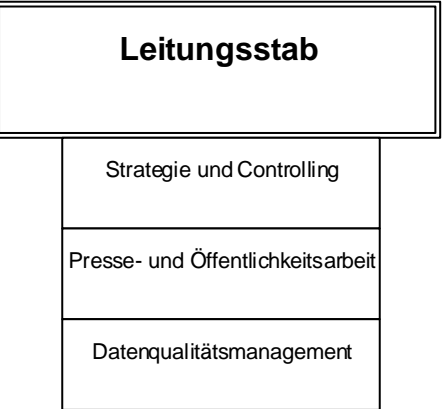 Leitungsstab
Strategie und Controlling
Presse- und Öffentlichkeitsarbeit
Datenqualitätsmanagement